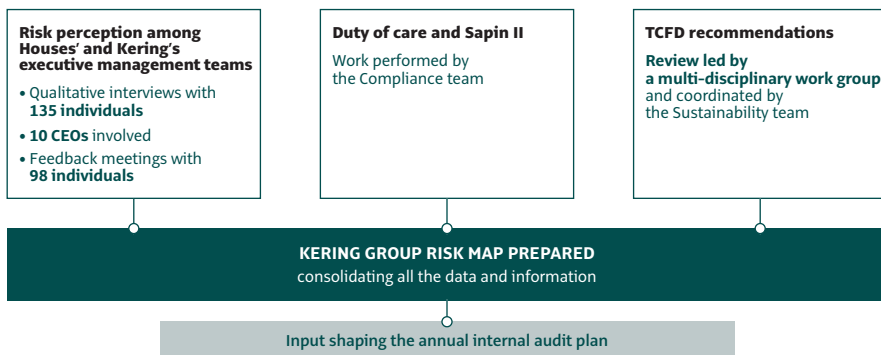 Risk perception among
Houses' and Kering's
executive management teams
• Qualitative interviews with
135 individuals
• 10 CEOs involved
• Feedback meetings with
98 individuals
Duty of care and Sapin II
Work performed by
the Compliance team
TCFD recommendations
Review led by
a multi-disciplinary work group
and coordinated by
the Sustainability team
KERING GROUP RISK MAP PREPARED
consolidating all the data and information
Input shaping the annual internal audit plan